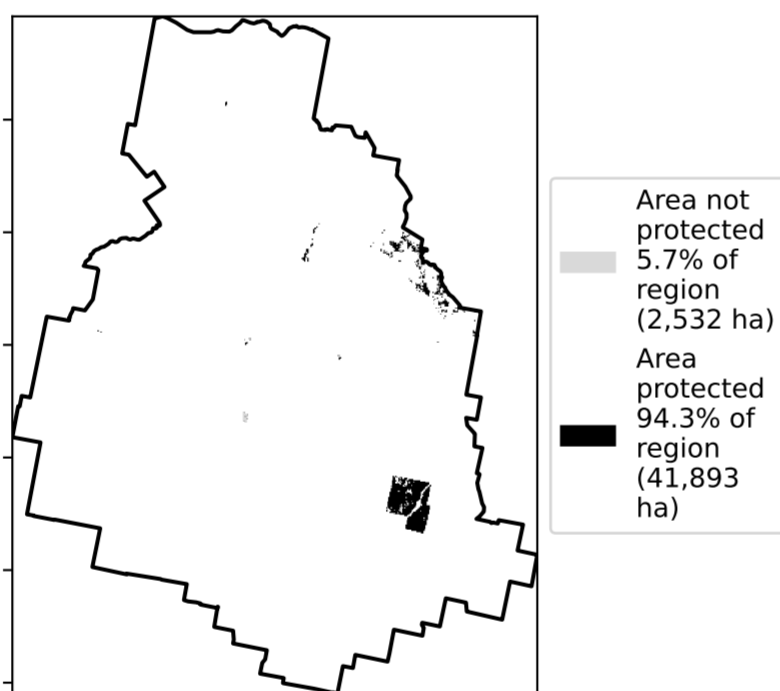 Area not
protected
5.7% of
region
(2,532 ha)
Area
protected
94.3% of
region
(41,893
ha)